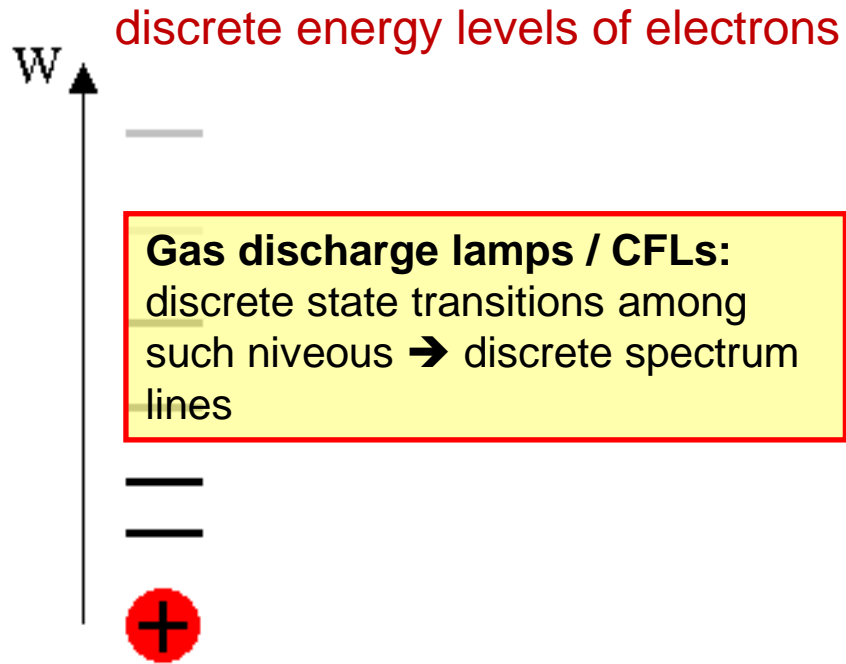 discrete energy levels of electrons
W
Gas discharge lamps / CFLs:
discrete state transitions among
such niveous ➔ discrete spectrum
lines
+